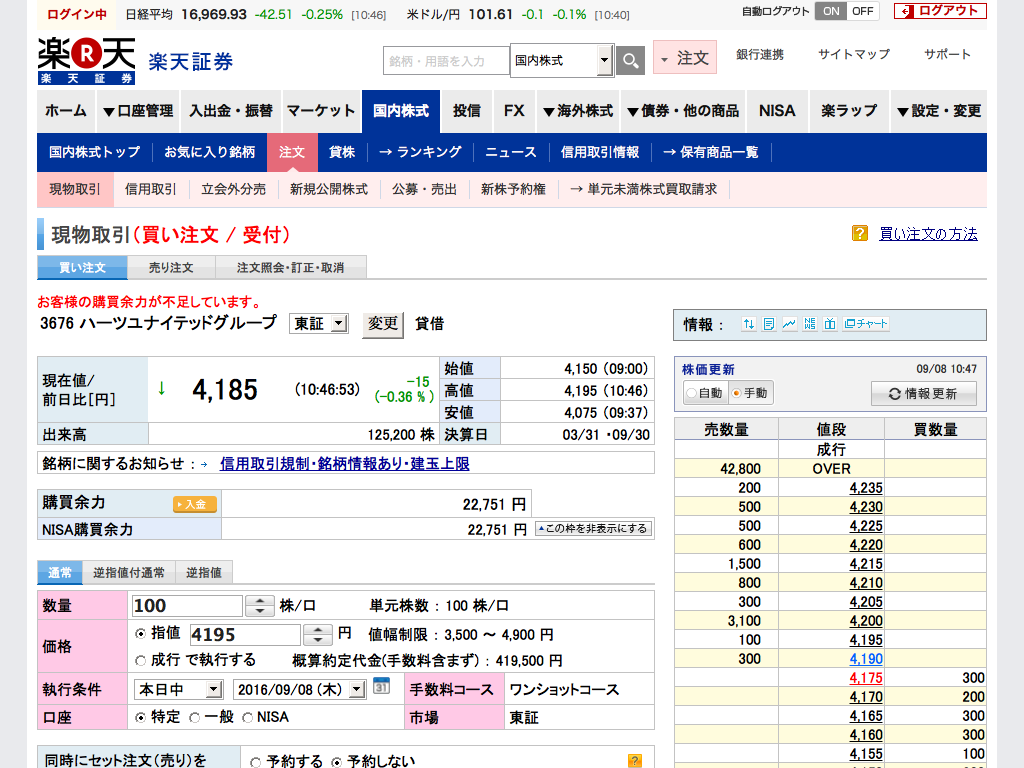 ログイン中 日経平均 16,969.93 -42.51 -0.25% [10:46] 米ドル/円 101.61 -0.1 -0.1% [10:40] 自動ログアウト ON OFF ログアウト
楽R天
楽天証券
楽天証券
銘柄・用語を入力 国内株式 注文 銀行連携 サイトマップ サポート
ホーム ▼口座管理 入出金・振替 マーケット 国内株式 投信 FX ▼海外株式 ▼債券・他の商品 NISA 楽ラップ ▼設定・変更
国内株式トップ お気に入り銘柄 注文 貸株 → ランキング ニュース 信用取引情報 → 保有商品一覧
現物取引 信用取引 立会外分売 新規公開株式 公募・売出 新株予約権 → 単元未満株式買取請求
現物取引(買い注文 / 受付)
? 買い注文の方法
買い注文 売り注文 注文照会・訂正・取消
お客様の購買余力が不足しています。
3676 ハーツユナイテッドグループ 東証 変更 貸借
情報: NEWS チャート
現在値/前日比[円] ↓ 4,185 (10:46:53) -15 (-0.36 % )
始値 4,150 (09:00)
高値 4,195 (10:46)
安値 4,075 (09:37)
出来高 125,200 株 決算日 03/31 ・09/30
銘柄に関するお知らせ : → 信用取引規制・銘柄情報あり・建玉上限
購買余力 入金 22,751 円
NISA購買余力 22,751 円 ▲この枠を非表示にする
通常 逆指値付通常 逆指値
数量 100 株/口 単元株数 : 100 株/口
価格 指値 4195 円 値幅制限 : 3,500 ～ 4,900 円
成行 で執行する 概算約定代金(手数料含まず) : 419,500 円
執行条件 本日中 2016/09/08 (木) 31 手数料コース ワンショットコース
口座 特定 一般 NISA 市場 東証
同時にセット注文(売り)を 予約する 予約しない ?
株価更新 09/08 10:47
自動 手動 情報更新
売数量 値段 買数量
成行
42,800 OVER
200 4,235
500 4,230
500 4,225
600 4,220
1,500 4,215
800 4,210
300 4,205
3,100 4,200
100 4,195
300 4,190
4,175 300
4,170 200
4,165 300
4,160 300
4,155 100